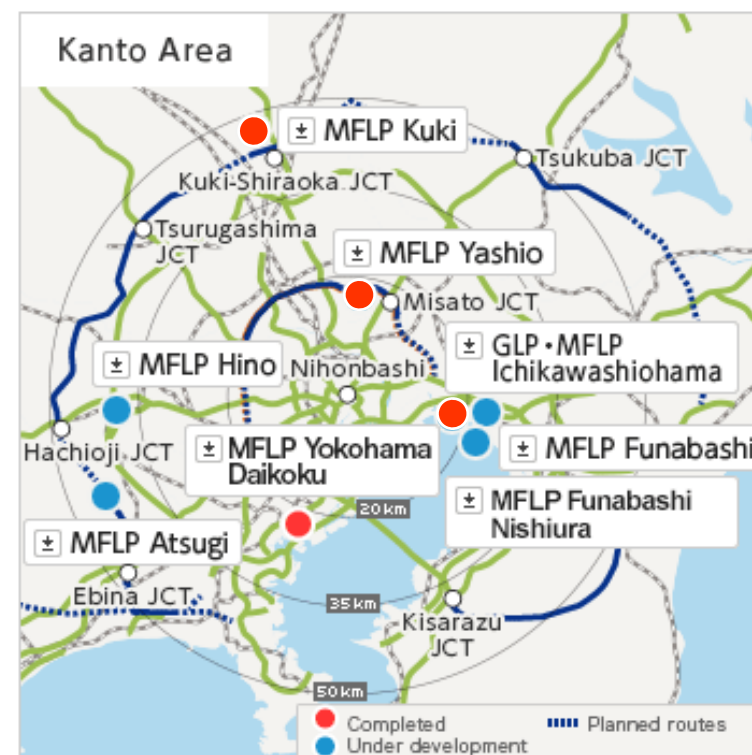 Kanto Area
MFLP Kuki
Tsukuba JCT
Kuki-Shiraoka JCT
Tsurugashima
JCT
MFLP Yashio
Misato JCT
GLP・MFLP
Ichikawashiohama
MFLP Hino
Nihonbashi
Hachioji JCT
MFLP Yokohama
Daikoku
MFLP Funabashi
20km
MFLP Funabashi
Nishiura
MFLP Atsugi
Ebina JCT
35km
Kisarazu
JCT
50km
Completed
Planned routes
Under development